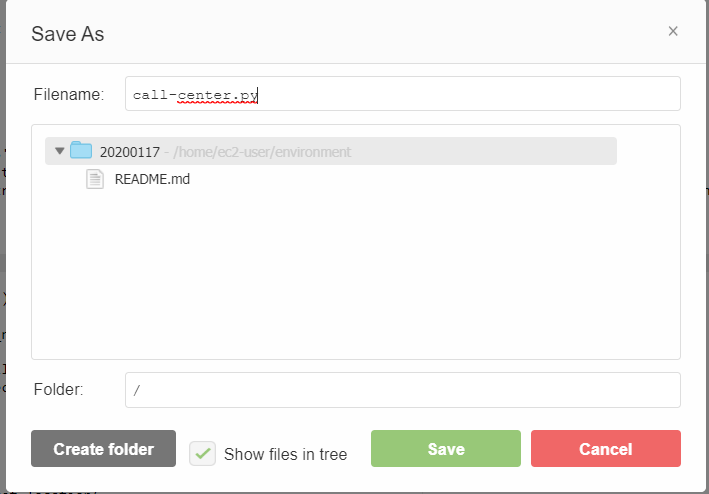 Save As
×
Filename:
call-center.py
20200117 - /home/ec2-user/environment
README.md
Folder:
/
Create folder
Show files in tree
Save
Cancel